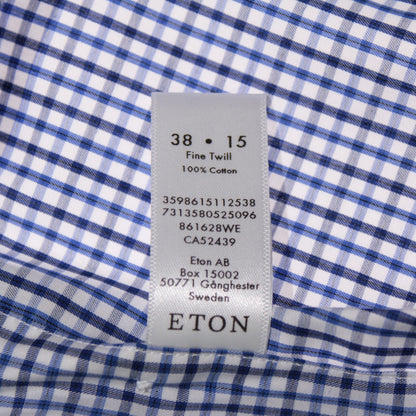 38 • 15
Fine Twill
100% Cotton
3598615112538
7313580525096
861628WE
CA52439
Eton AB
Box 15002
50771 Gånghester
Sweden
ETON